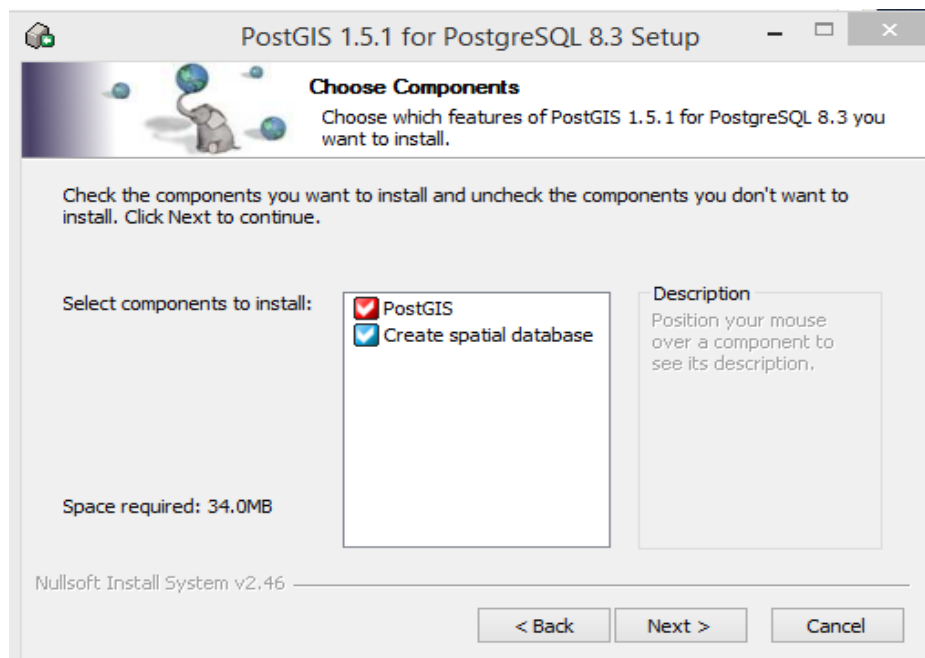 PostGIS 1.5.1 for PostgreSQL 8.3 Setup
Choose Components
Choose which features of PostGIS 1.5.1 for PostgreSQL 8.3 you
want to install.
Check the components you want to install and uncheck the components you don't want to
install. Click Next to continue.
Select components to install:
PostGIS
Create spatial database
Description
Position your mouse
over a component to
see its description.
Space required: 34.0MB
Nullsoft Install System v2.46
< Back
Next >
Cancel